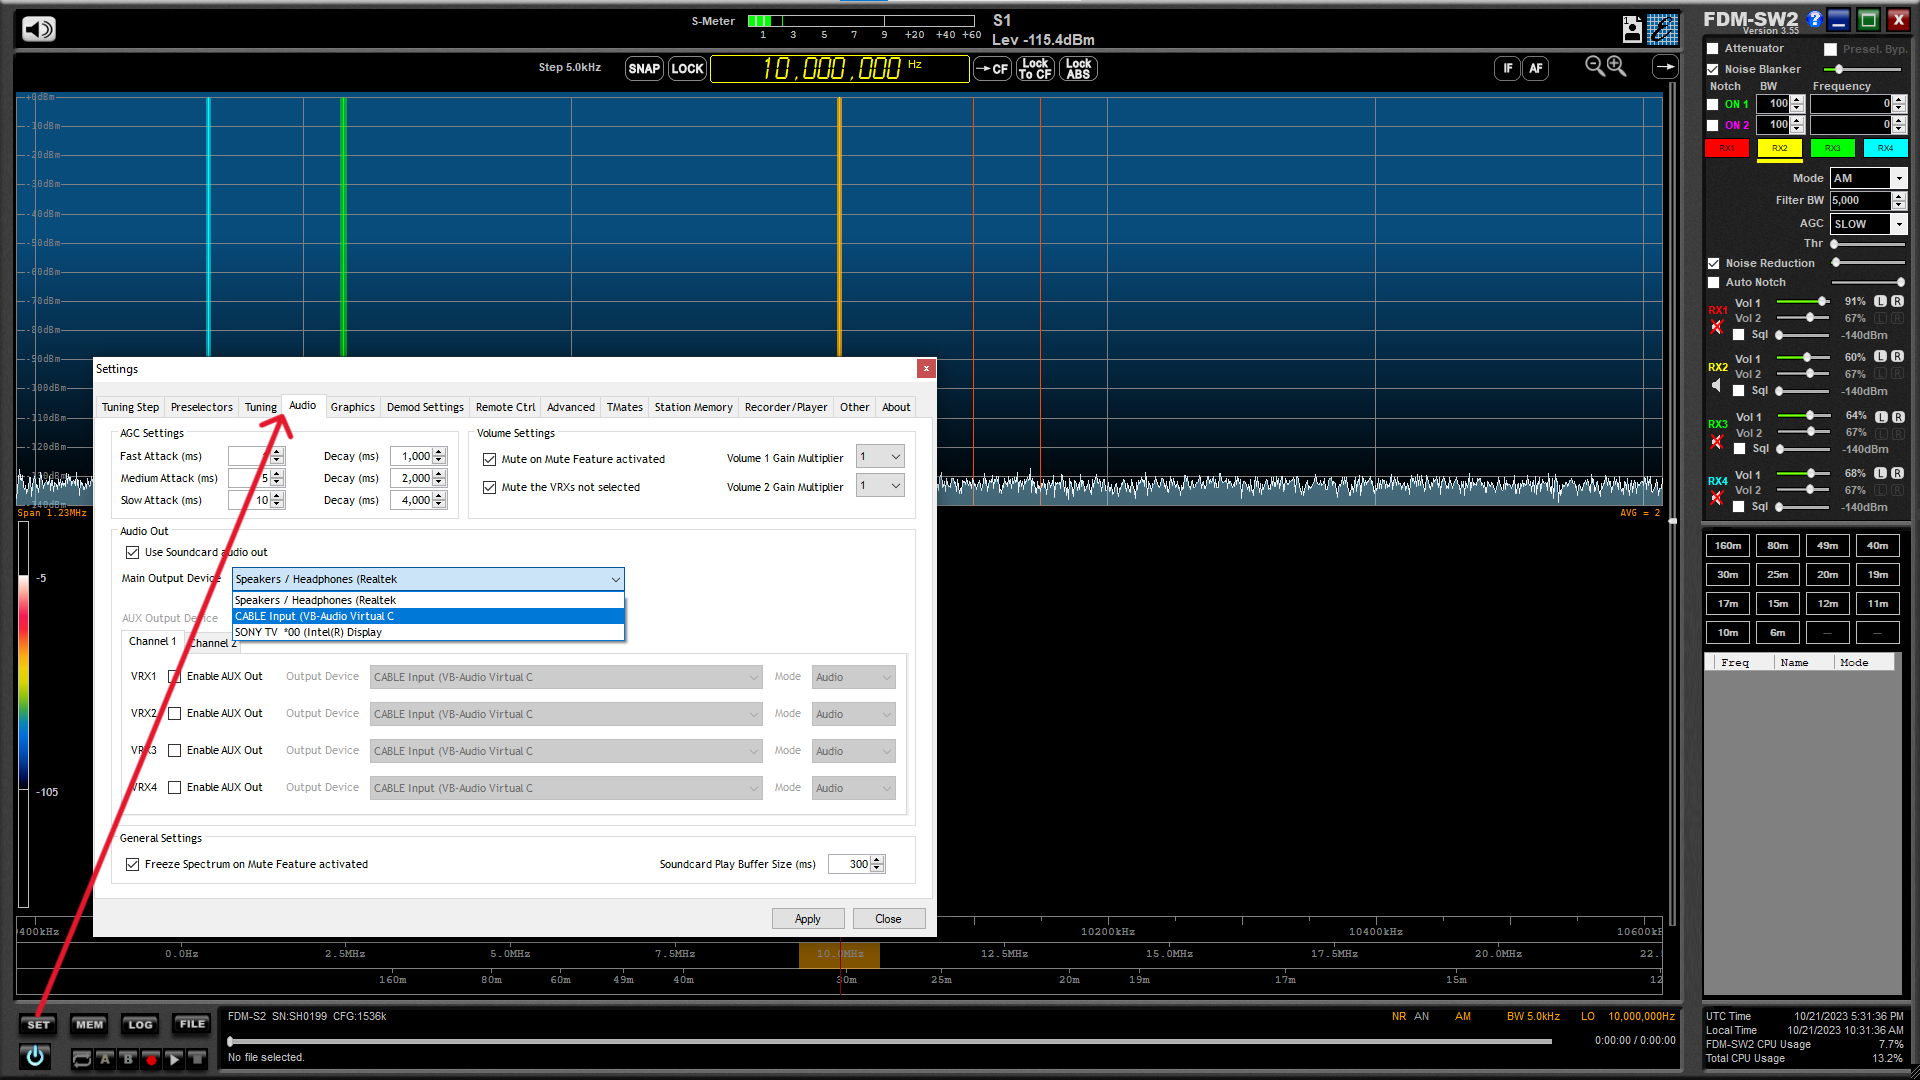 S-Meter
1 3 5 7 9 +20 +40 +60
S1
Lev -115.4dBm
1
FDM-SW2
Version 3.55
?
X
Step 5.0kHz
SNAP
LOCK
10,000,000 Hz
→CF
Lock To CF
Lock ABS
IF
AF
Attenuator
Presel. Byp.
Noise Blanker
Notch BW Frequency
ON 1 100 0
ON 2 100 0
RX1 RX2 RX3 RX4
Mode AM
Filter BW 5,000
AGC SLOW
Thr
Noise Reduction
Auto Notch
RX1 Vol 1 91% L R
Vol 2 67% L R
Sql -140dBm
RX2 Vol 1 60% L R
Vol 2 67% L R
Sql -140dBm
RX3 Vol 1 64% L R
Vol 2 67% L R
Sql -140dBm
RX4 Vol 1 68% L R
Vol 2 67% L R
Sql -140dBm
160m 80m 49m 40m
30m 25m 20m 19m
17m 15m 12m 11m
10m 6m — —
Freq Name Mode
+0dBm
-10dBm
-20dBm
-30dBm
-40dBm
-50dBm
-60dBm
-70dBm
-80dBm
-90dBm
-100dBm
-110dBm
-120dBm
-140dBm
Span 1.23MHz
AVG = 2
-5
-105
Settings
x
Tuning Step Preselectors Tuning Audio Graphics Demod Settings Remote Ctrl Advanced TMates Station Memory Recorder/Player Other About
AGC Settings
Fast Attack (ms) Decay (ms) 1,000
Medium Attack (ms) 5 Decay (ms) 2,000
Slow Attack (ms) 10 Decay (ms) 4,000
Volume Settings
Mute on Mute Feature activated Volume 1 Gain Multiplier 1
Mute the VRXs not selected Volume 2 Gain Multiplier 1
Audio Out
Use Soundcard audio out
Main Output Device Speakers / Headphones (Realtek
Speakers / Headphones (Realtek
CABLE Input (VB-Audio Virtual C
SONY TV *00 (Intel(R) Display
AUX Output Device
Channel 1 Channel 2
VRX1 Enable AUX Out Output Device CABLE Input (VB-Audio Virtual C Mode Audio
VRX2 Enable AUX Out Output Device CABLE Input (VB-Audio Virtual C Mode Audio
VRX3 Enable AUX Out Output Device CABLE Input (VB-Audio Virtual C Mode Audio
VRX4 Enable AUX Out Output Device CABLE Input (VB-Audio Virtual C Mode Audio
General Settings
Freeze Spectrum on Mute Feature activated Soundcard Play Buffer Size (ms) 300
Apply Close
400kHz 10200kHz 10400kHz 10600kH
0.0Hz 2.5MHz 5.0MHz 7.5MHz 10.0MHz 12.5MHz 15.0MHz 17.5MHz 20.0MHz 22.
160m 80m 60m 49m 40m 30m 25m 20m 19m 17m 15m 12
SET MEM LOG FILE
A B
FDM-S2 SN:SH0199 CFG:1536k
NR AN AM BW 5.0kHz LO 10,000,000Hz
0:00:00 / 0:00:00
No file selected.
UTC Time 10/21/2023 5:31:36 PM
Local Time 10/21/2023 10:31:36 AM
FDM-SW2 CPU Usage 7.7%
Total CPU Usage 13.2%